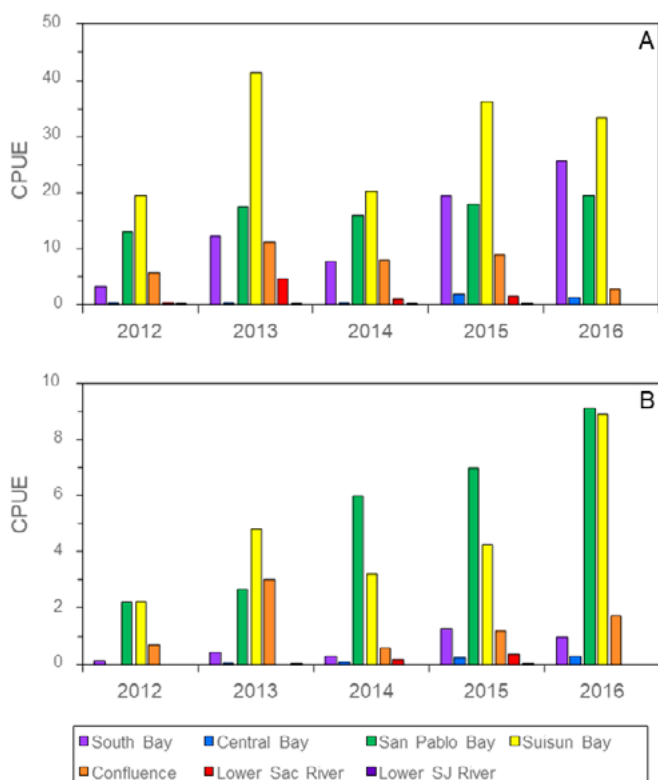 A
CPUE
50
40
30
20
10
0
2012 2013 2014 2015 2016
B
CPUE
10
8
6
4
2
0
2012 2013 2014 2015 2016
South Bay Central Bay San Pablo Bay Suisun Bay
Confluence Lower Sac River Lower SJ River